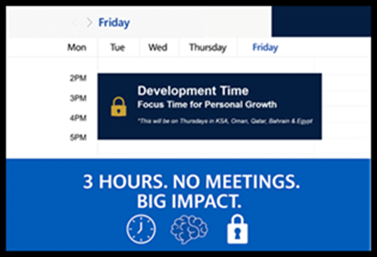 Friday
Mon Tue Wed Thursday Friday
2PM
Development Time
3PM
Focus Time for Personal Growth
4PM
*This will be on Thursdays in KSA, Oman, Qatar, Bahrain & Egypt
5PM
3 HOURS. NO MEETINGS.
BIG IMPACT.